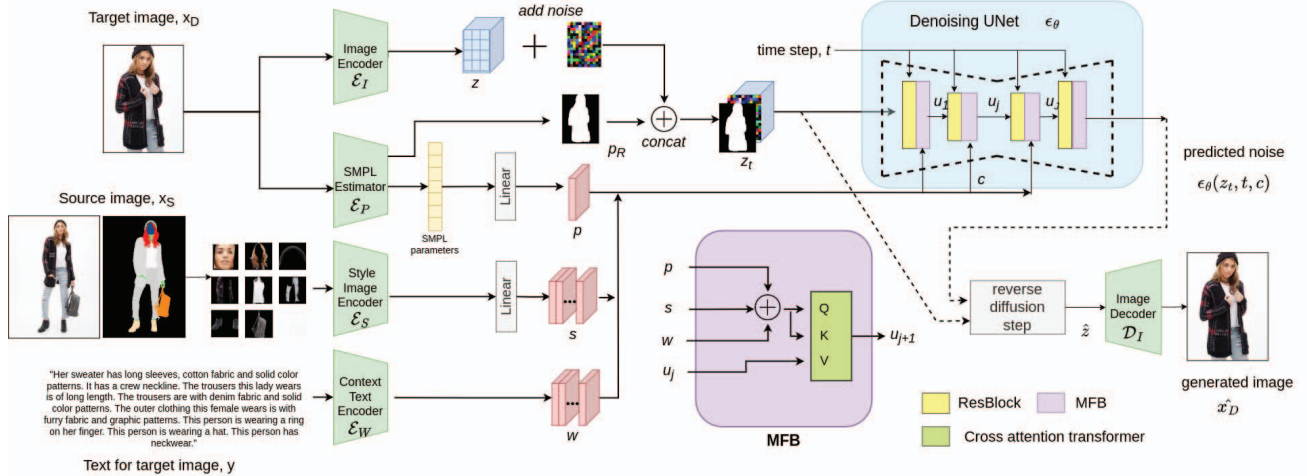 Target image, x_D
Image
Encoder
ℰ_I
z
add noise
+
Denoising UNet ϵ_θ
time step, t
u_1
u_j
u_J
p_R
concat
z_t
c
predicted noise
ϵ_θ(z_t, t, c)
SMPL
Estimator
ℰ_P
SMPL
parameters
Linear
p
Source image, x_S
Style
Image
Encoder
ℰ_S
Linear
...
s
"Her sweater has long sleeves, cotton fabric and solid color
patterns. It has a crew neckline. The trousers this lady wears
is of long length. The trousers are with denim fabric and solid
color patterns. The outer clothing this female wears is with
furry fabric and graphic patterns. This person is wearing a ring
on her finger. This person is wearing a hat. This person has
neckwear."
Text for target image, y
Context
Text
Encoder
ℰ_W
...
w
p
s
w
u_j
Q
K
V
u_{j+1}
MFB
reverse
diffusion
step
ẑ
Image
Decoder
𝒟_I
generated image
x̂_D
ResBlock
MFB
Cross attention transformer